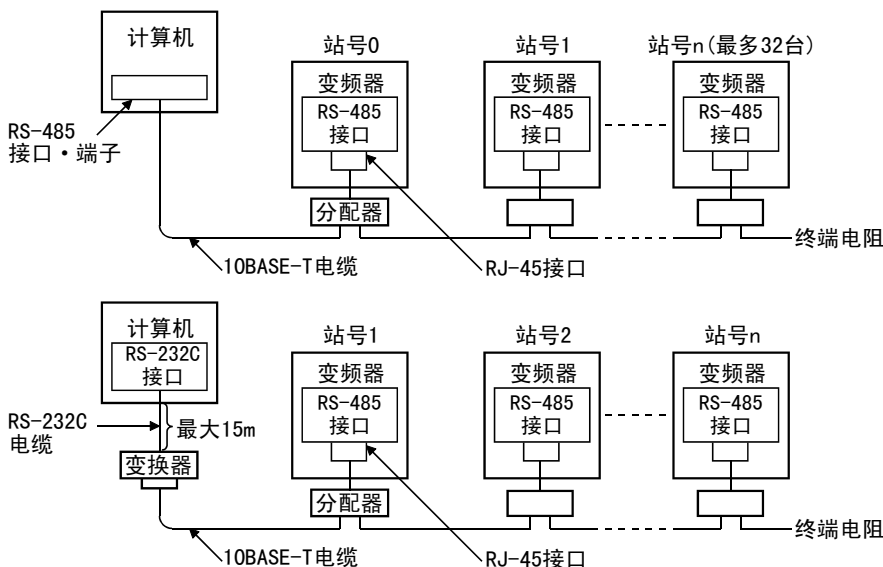 计算机
站号0
站号1
站号n(最多32台)
变频器
RS-485
接口
变频器
RS-485
接口
变频器
RS-485
接口
RS-485
接口・端子
分配器
终端电阻
10BASE-T电缆
RJ-45接口
计算机
RS-232C
接口
站号1
站号2
站号n
变频器
RS-485
接口
变频器
RS-485
接口
变频器
RS-485
接口
RS-232C
电缆
最大15m
变换器
分配器
终端电阻
10BASE-T电缆
RJ-45接口